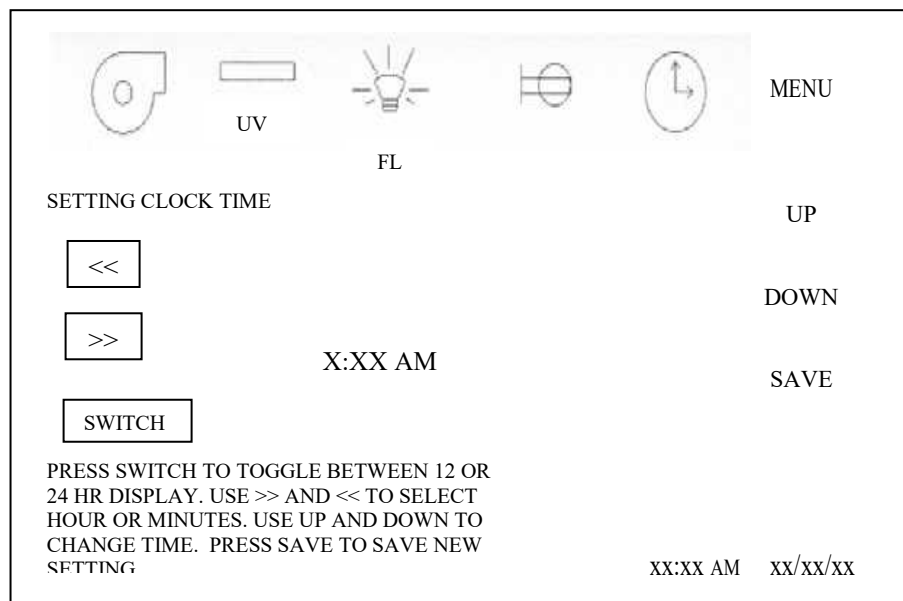 MENU
UV
FL
SETTING CLOCK TIME
UP
<<
DOWN
>>
X:XX AM
SAVE
SWITCH
PRESS SWITCH TO TOGGLE BETWEEN 12 OR
24 HR DISPLAY. USE >> AND << TO SELECT
HOUR OR MINUTES. USE UP AND DOWN TO
CHANGE TIME. PRESS SAVE TO SAVE NEW
SETTING
xx:xx AM xx/xx/xx